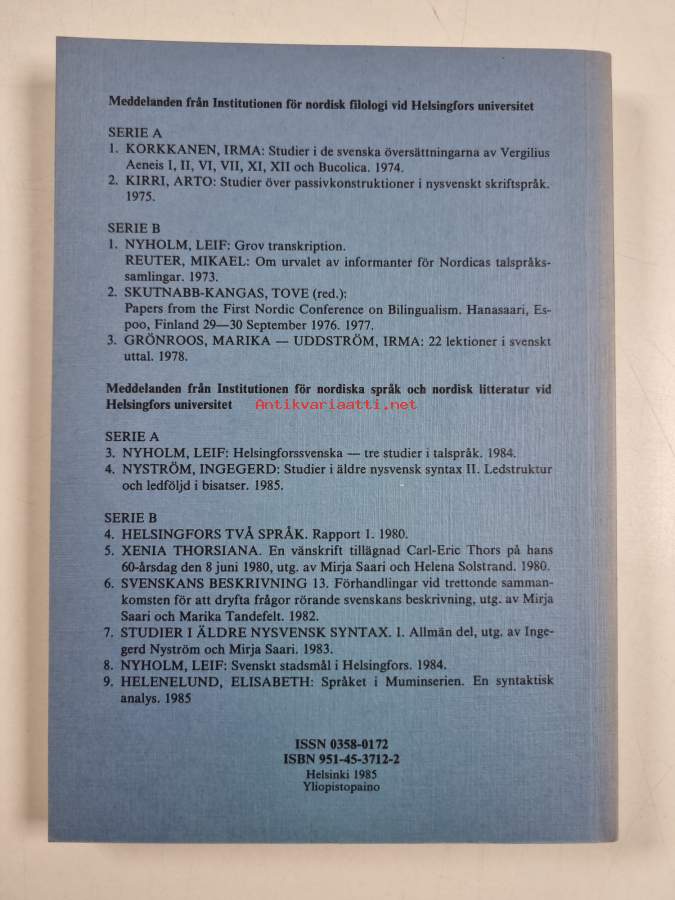 Meddelanden från Institutionen för nordisk filologi vid Helsingfors universitet
SERIE A
1. KORKKANEN, IRMA: Studier i de svenska översättningarna av Vergilius
Aeneis I, II, VI, VII, XI, XII och Bucolica. 1974.
2. KIRRI, ARTO: Studier över passivkonstruktioner i nysvenskt skriftspråk.
1975.
SERIE B
1. NYHOLM, LEIF: Grov transkription.
REUTER, MIKAEL: Om urvalet av informanter för Nordicas talspråks-
samlingar. 1973.
2. SKUTNABB-KANGAS, TOVE (red.):
Papers from the First Nordic Conference on Bilingualism. Hanasaari, Es-
poo, Finland 29—30 September 1976. 1977.
3. GRÖNROOS, MARIKA — UDDSTRÖM, IRMA: 22 lektioner i svenskt
uttal. 1978.
Meddelanden från Institutionen för nordiska språk och nordisk litteratur vid
Helsingfors universitet
Antikvariaatti.net
SERIE A
3. NYHOLM, LEIF: Helsingforssvenska — tre studier i talspråk. 1984.
4. NYSTRÖM, INGEGERD: Studier i äldre nysvensk syntax II. Ledstruktur
och ledföljd i bisatser. 1985.
SERIE B
4. HELSINGFORS TVÅ SPRÅK. Rapport 1. 1980.
5. XENIA THORSIANA. En vänskrift tillägnad Carl-Eric Thors på hans
60-årsdag den 8 juni 1980, utg. av Mirja Saari och Helena Solstrand. 1980.
6. SVENSKANS BESKRIVNING 13. Förhandlingar vid trettonde samman-
komsten för att dryfta frågor rörande svenskans beskrivning, utg. av Mirja
Saari och Marika Tandefelt. 1982.
7. STUDIER I ÄLDRE NYSVENSK SYNTAX. I. Allmän del, utg. av Inge-
gerd Nyström och Mirja Saari. 1983.
8. NYHOLM, LEIF: Svenskt stadsmål i Helsingfors. 1984.
9. HELENELUND, ELISABETH: Språket i Muminserien. En syntaktisk
analys. 1985
ISSN 0358-0172
ISBN 951-45-3712-2
Helsinki 1985
Yliopistopaino